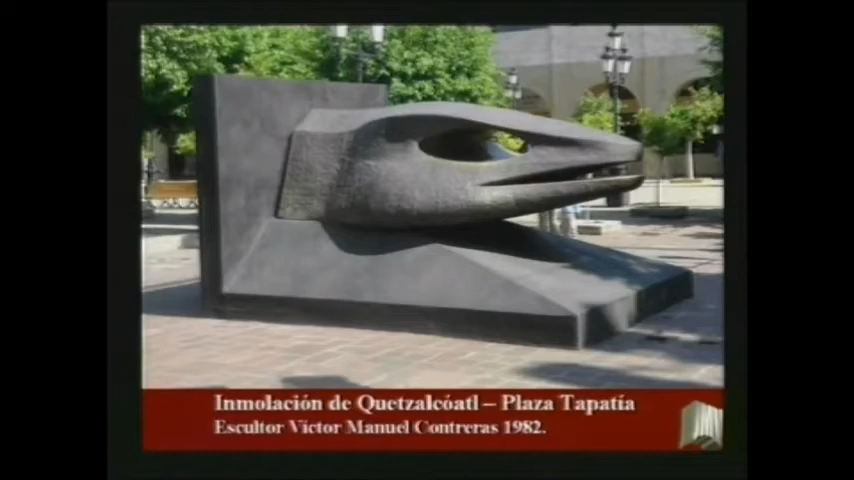 Inmolación de Quetzalcóatl – Plaza Tapatía
Escultor Víctor Manuel Contreras 1982.